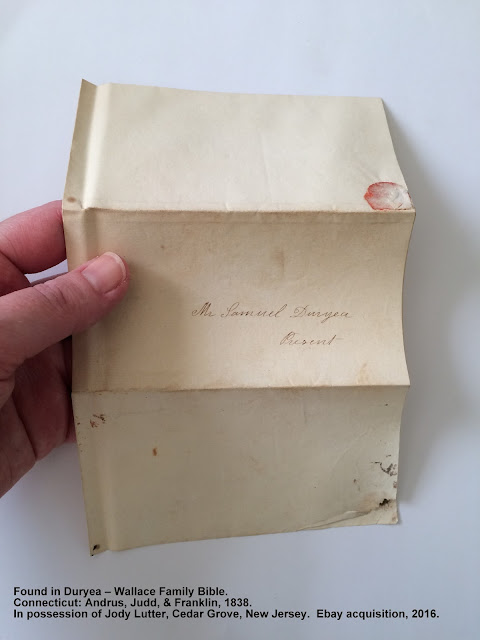 Mr Samuel Duryea
Present
Found in Duryea – Wallace Family Bible.
Connecticut: Andrus, Judd, & Franklin, 1838.
In possession of Jody Lutter, Cedar Grove, New Jersey.  Ebay acquisition, 2016.